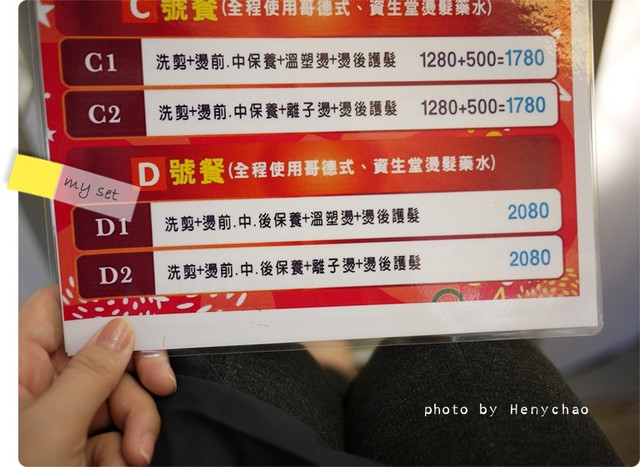 C 號餐(全程使用哥德式、資生堂燙髮藥水)
C1 洗剪+燙前.中保養+溫塑燙+燙後護髮 1280+500=1780
C2 洗剪+燙前.中保養+離子燙+燙後護髮 1280+500=1780
my set
D 號餐(全程使用哥德式、資生堂燙髮藥水)
D1 洗剪+燙前.中.後保養+溫塑燙+燙後護髮 2080
D2 洗剪+燙前.中.後保養+離子燙+燙後護髮 2080
photo by Henychao